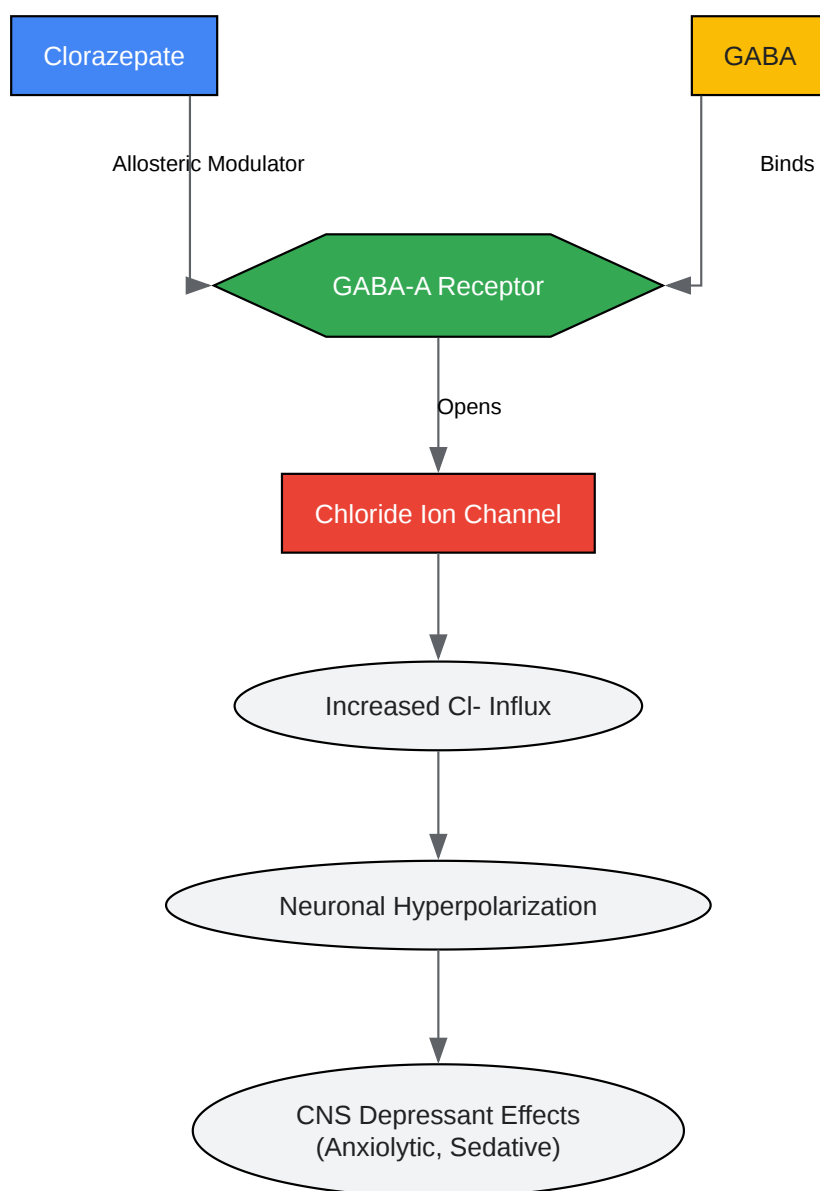 Clorazepate
GABA
Allosteric Modulator
Binds
GABA-A Receptor
Opens
Chloride Ion Channel
Increased Cl- Influx
Neuronal Hyperpolarization
CNS Depressant Effects
(Anxiolytic, Sedative)